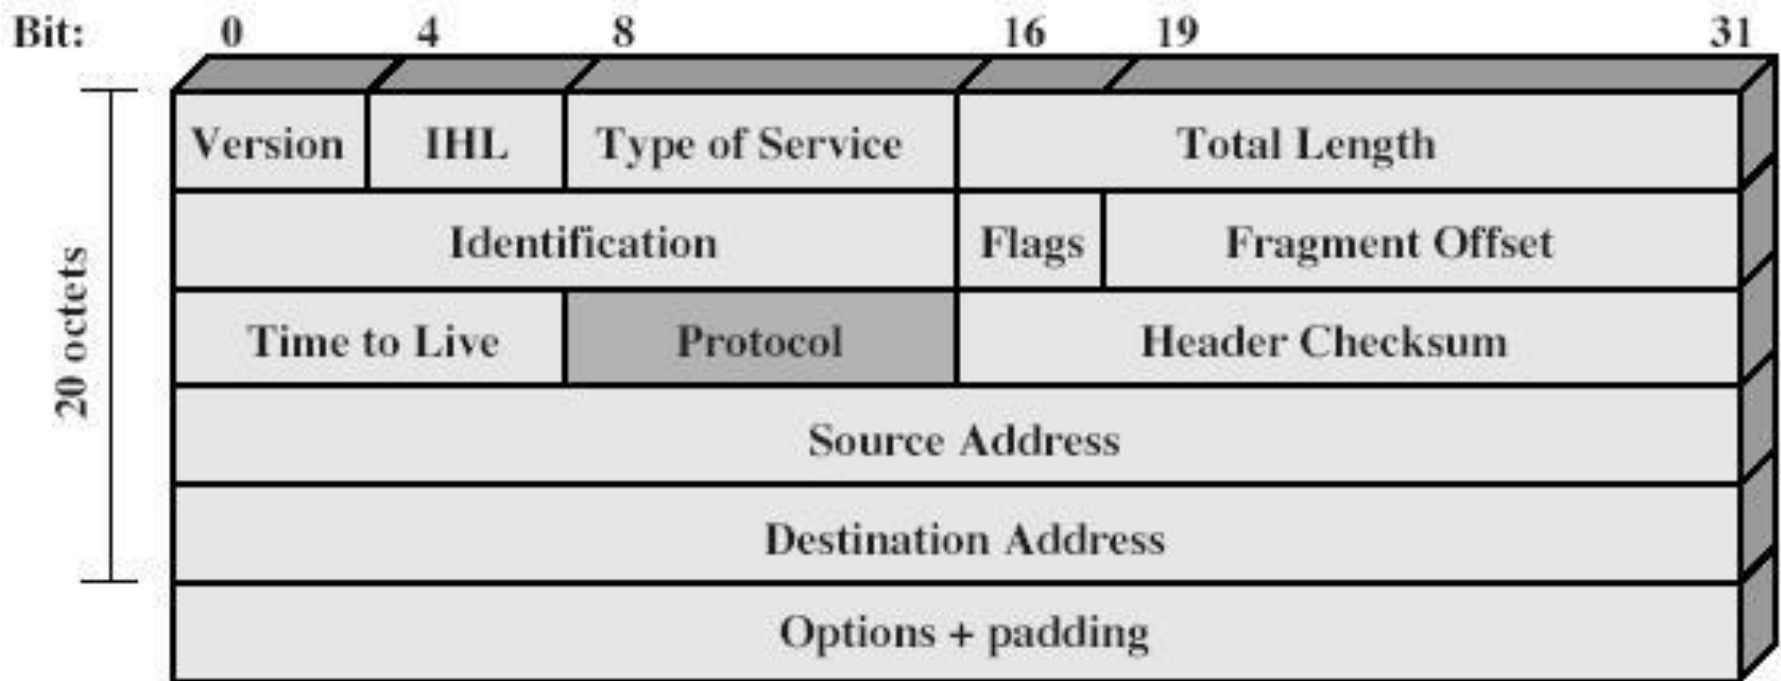 Bit: 0 4 8 16 19 31
Version IHL Type of Service Total Length
Identification Flags Fragment Offset
Time to Live Protocol Header Checksum
Source Address
Destination Address
Options + padding
20 octets